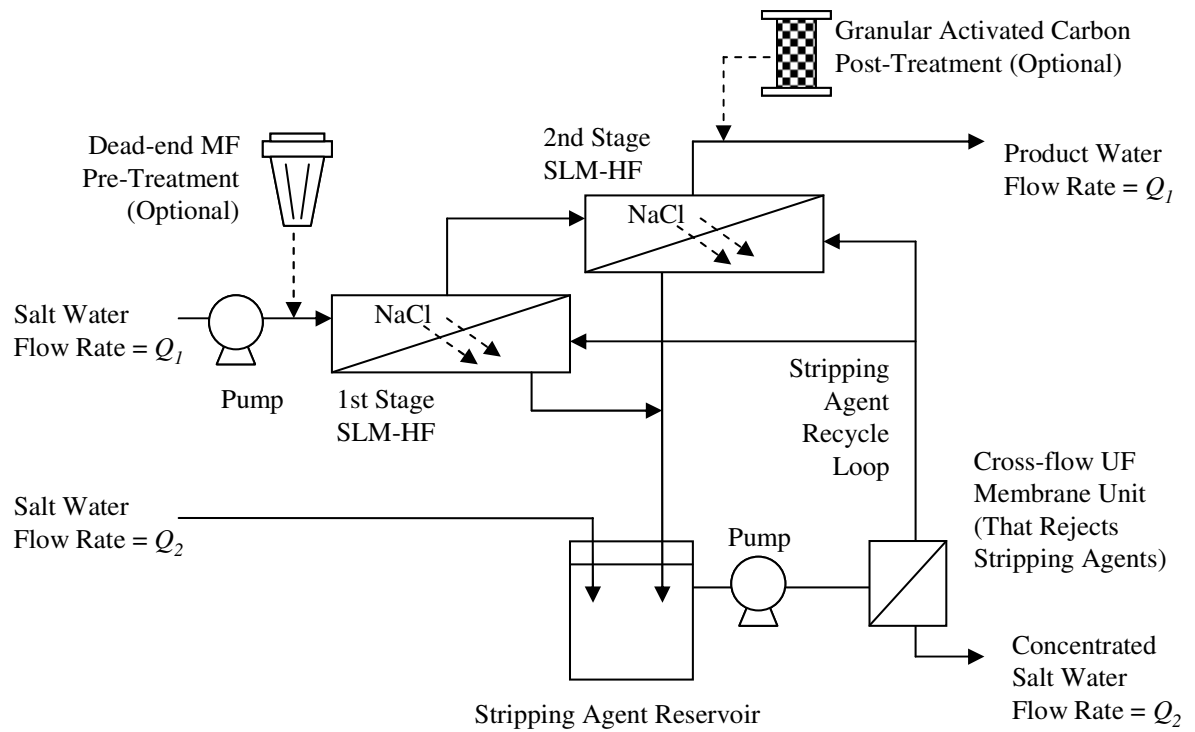 Granular Activated Carbon
Post-Treatment (Optional)
Dead-end MF
Pre-Treatment
(Optional)
2nd Stage
SLM-HF
Product Water
Flow Rate = Q1
NaCl
Salt Water
Flow Rate = Q1
NaCl
Pump
1st Stage
SLM-HF
Stripping
Agent
Recycle
Loop
Cross-flow UF
Membrane Unit
(That Rejects
Stripping Agents)
Salt Water
Flow Rate = Q2
Pump
Concentrated
Salt Water
Flow Rate = Q2
Stripping Agent Reservoir